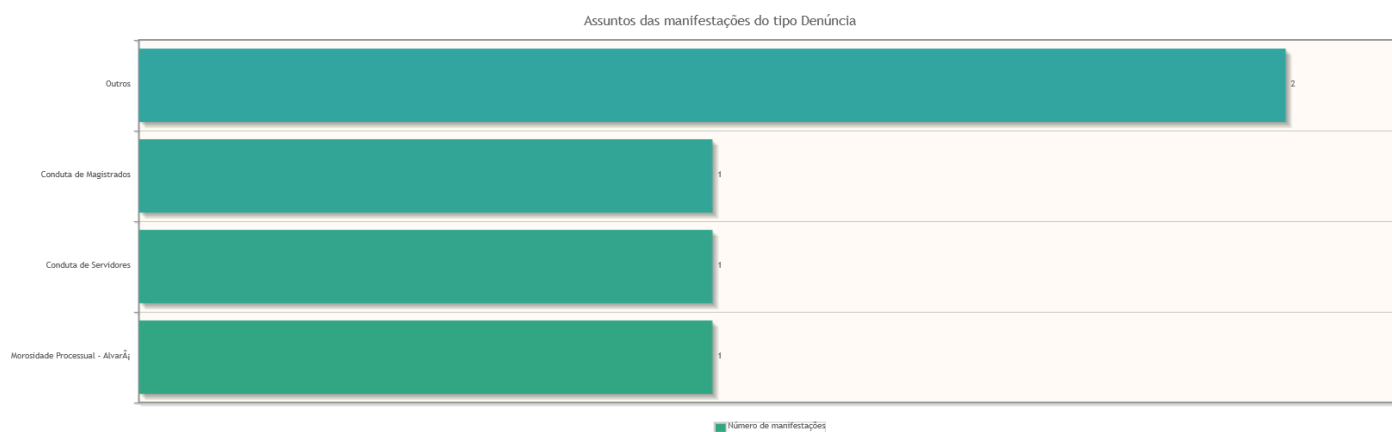 Assuntos das manifestações do tipo Denúncia
Outros
2
Conduta de Magistrados
1
Conduta de Servidores
1
Morosidade Processual - AlvarÃ¡
1
Número de manifestações